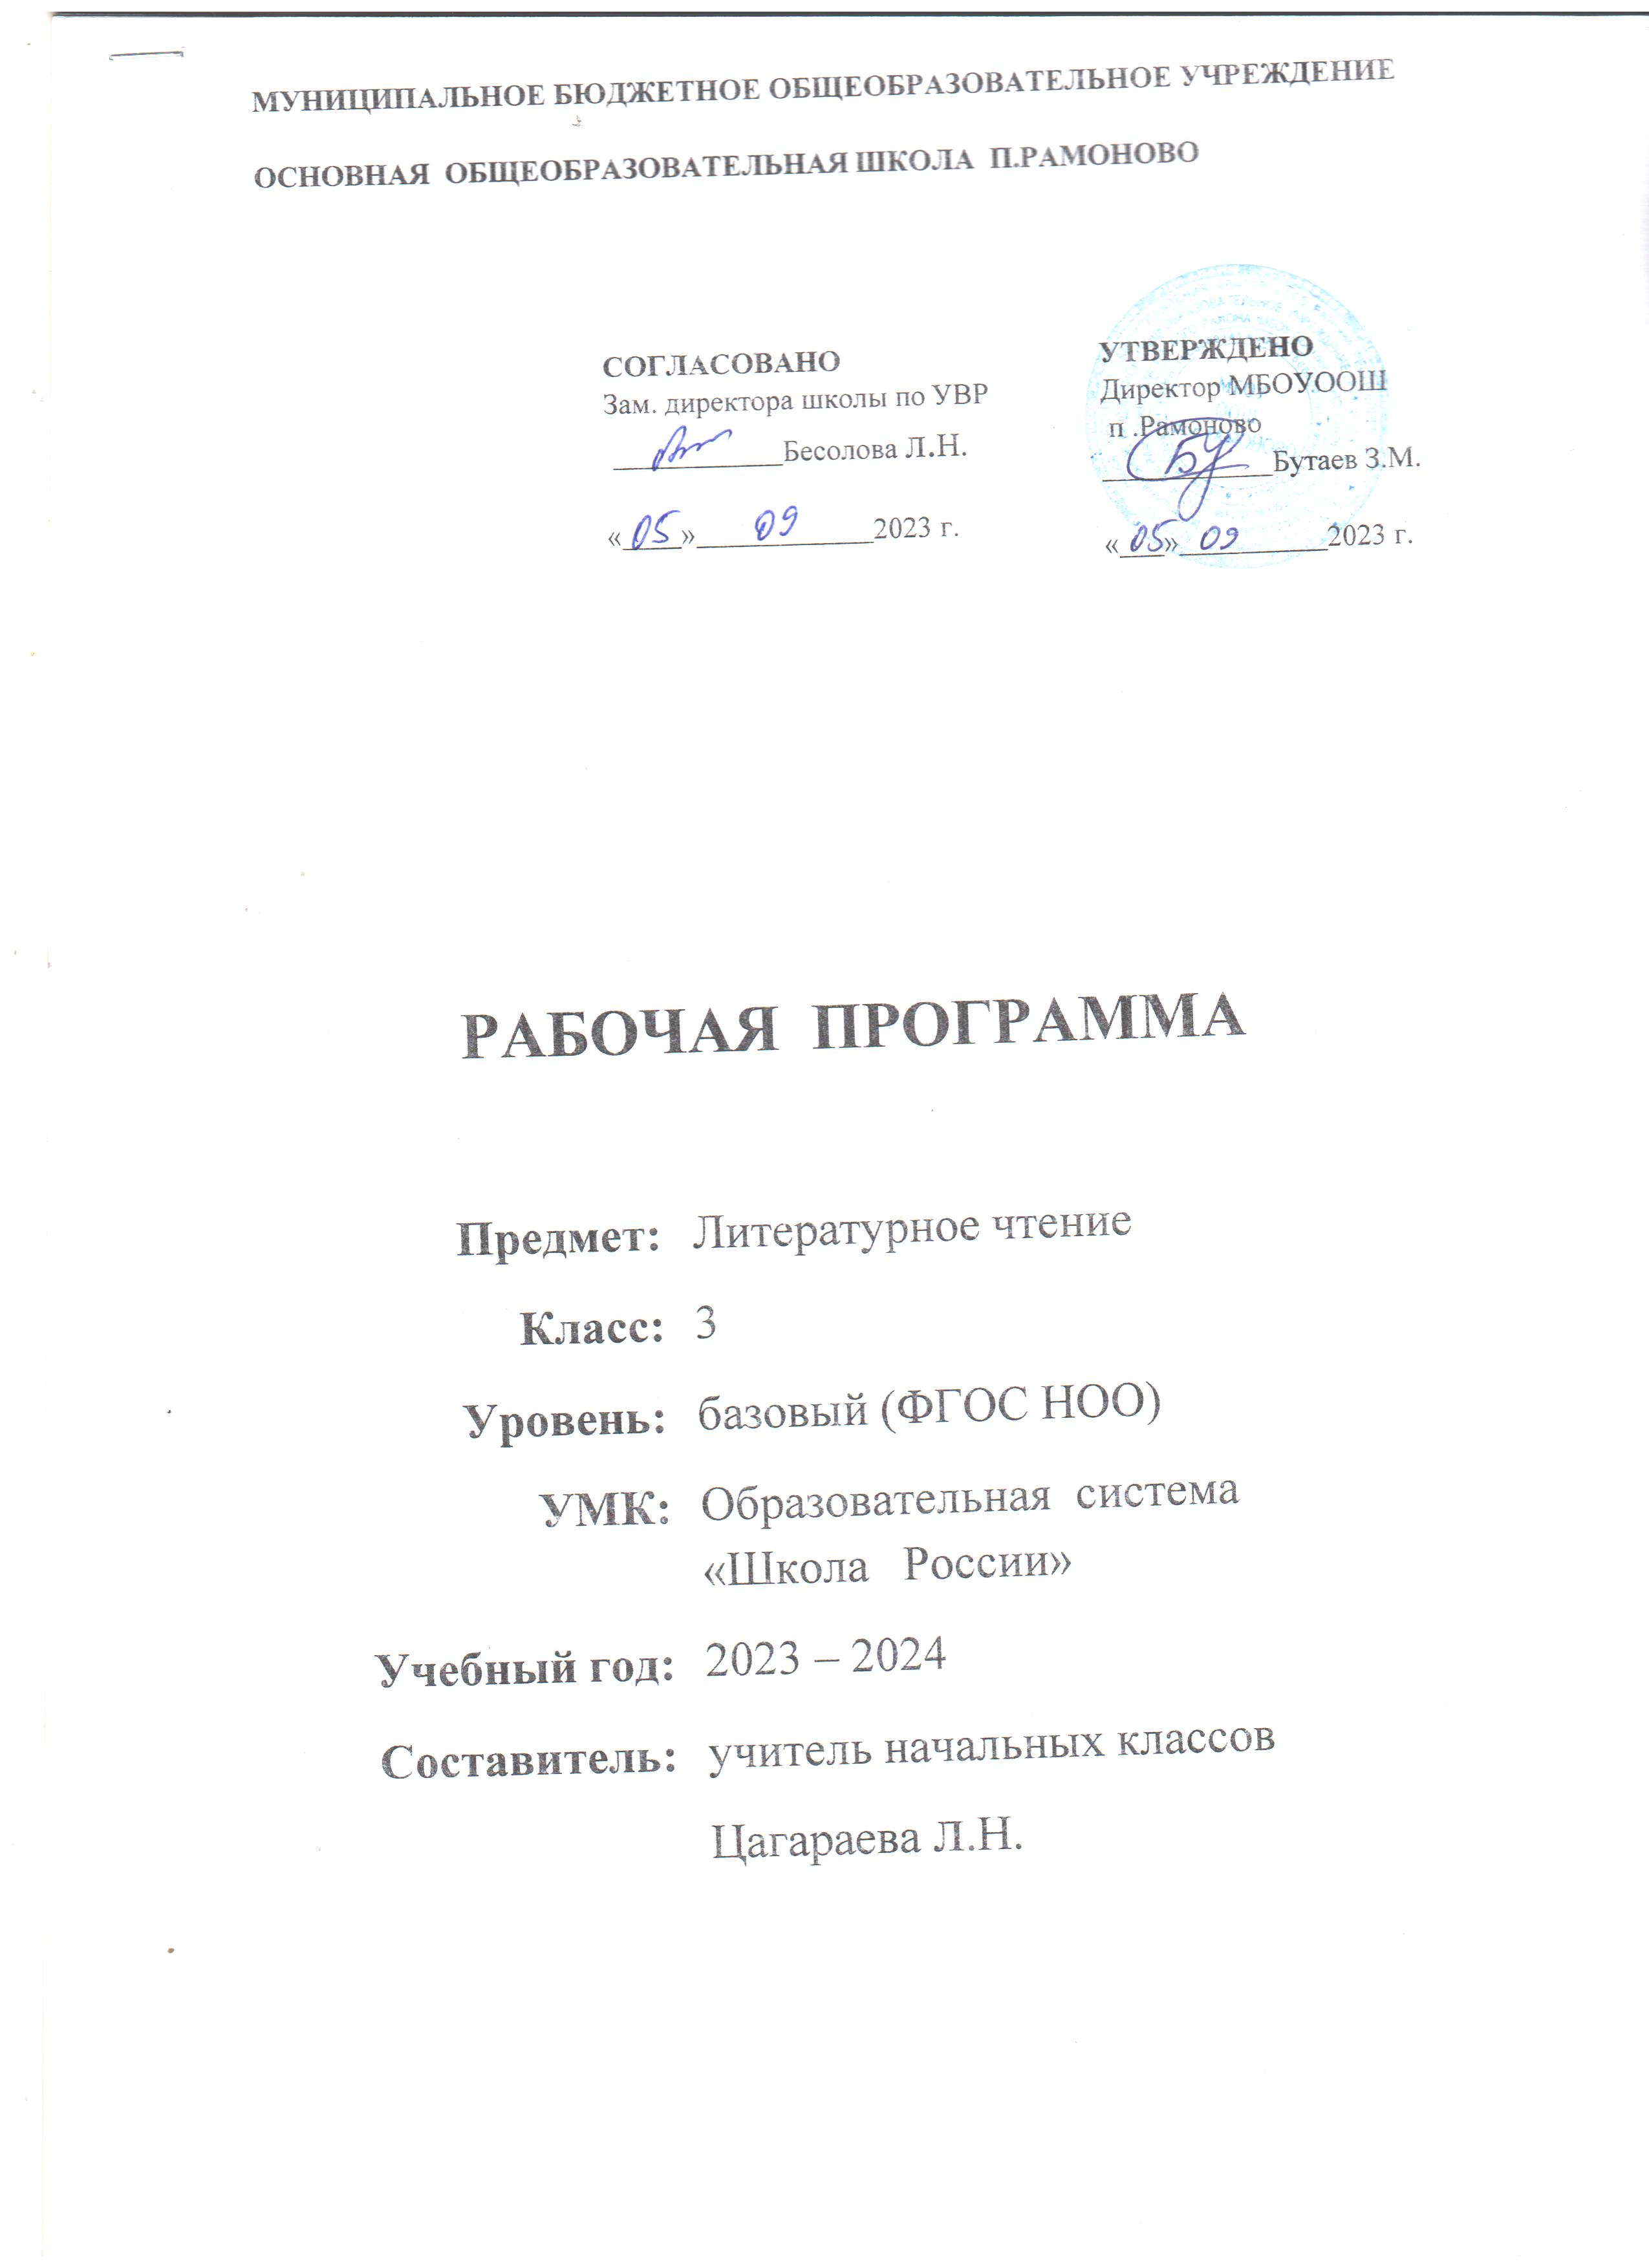 МУНИЦИПАЛЬНОЕ БЮДЖЕТНОЕ ОБЩЕОБРАЗОВАТЕЛЬНОЕ УЧРЕЖДЕНИЕ
ОСНОВНАЯ ОБЩЕОБРАЗОВАТЕЛЬНАЯ ШКОЛА П.РАМОНОВО
СОГЛАСОВАНО
Зам. директора школы по УВР
____________Бесолова Л.Н.
«05» 09 2023 г.
УТВЕРЖДЕНО
Директор МБОУООШ
п .Рамоново
____________Бутаев З.М.
«05» 09 2023 г.
РАБОЧАЯ ПРОГРАММА
Предмет: Литературное чтение
Класс: 3
Уровень: базовый (ФГОС НОО)
УМК: Образовательная система
«Школа России»
Учебный год: 2023 – 2024
Составитель: учитель начальных классов
Цагараева Л.Н.